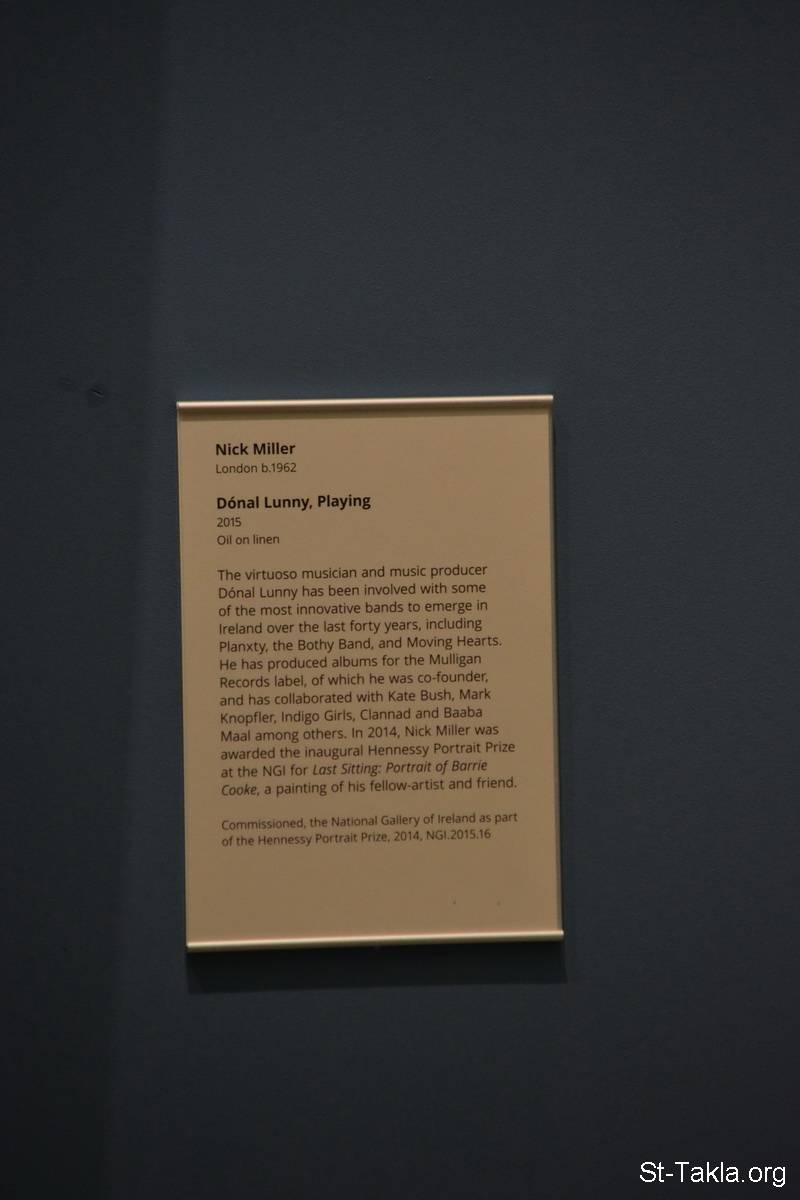 Nick Miller
London b.1962
Dónal Lunny, Playing
2015
Oil on linen
The virtuoso musician and music producer
Dónal Lunny has been involved with some
of the most innovative bands to emerge in
Ireland over the last forty years, including
Planxty, the Bothy Band, and Moving Hearts.
He has produced albums for the Mulligan
Records label, of which he was co-founder,
and has collaborated with Kate Bush, Mark
Knopfler, Indigo Girls, Clannad and Baaba
Maal among others. In 2014, Nick Miller was
awarded the inaugural Hennessy Portrait Prize
at the NGI for Last Sitting: Portrait of Barrie
Cooke, a painting of his fellow-artist and friend.
Commissioned, the National Gallery of Ireland as part
of the Hennessy Portrait Prize, 2014, NGI.2015.16
St-Takla.org